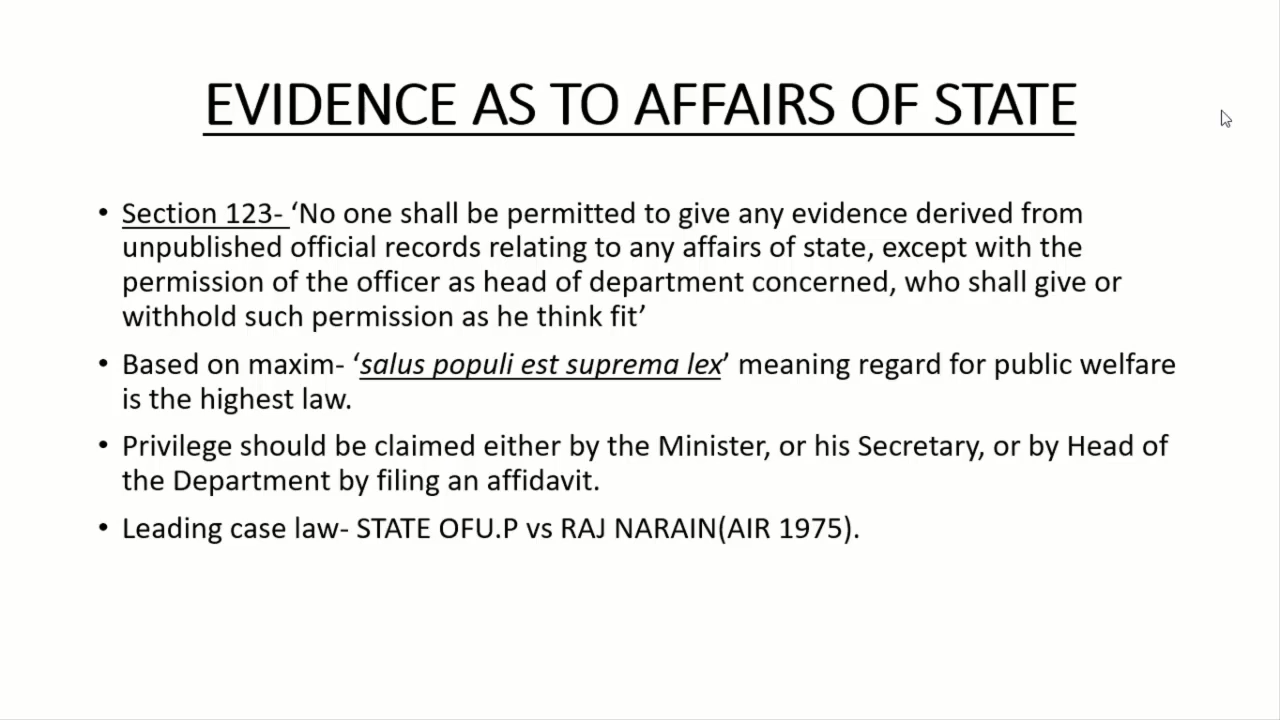 EVIDENCE AS TO AFFAIRS OF STATE
• Section 123- ‘No one shall be permitted to give any evidence derived from
unpublished official records relating to any affairs of state, except with the
permission of the officer as head of department concerned, who shall give or
withhold such permission as he think fit’
• Based on maxim- ‘salus populi est suprema lex’ meaning regard for public welfare
is the highest law.
• Privilege should be claimed either by the Minister, or his Secretary, or by Head of
the Department by filing an affidavit.
• Leading case law- STATE OFU.P vs RAJ NARAIN(AIR 1975).